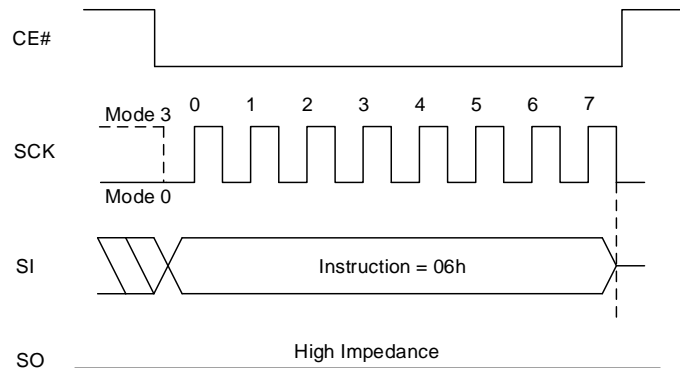 CE#
0 1 2 3 4 5 6 7
Mode 3
SCK
Mode 0
SI
Instruction = 06h
High Impedance
SO